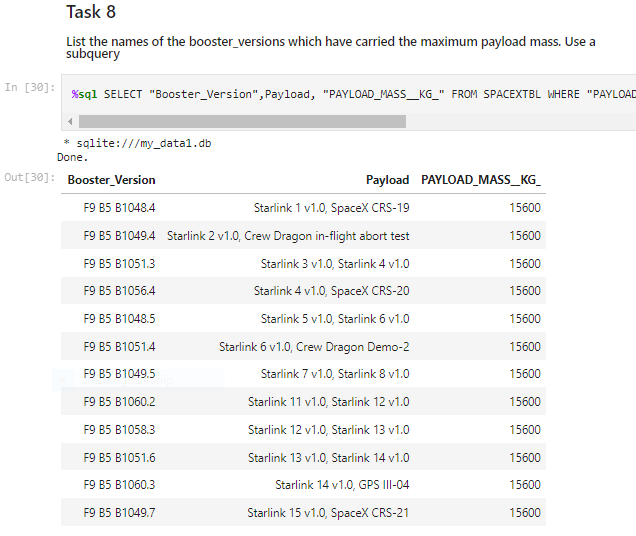 Task 8
List the names of the booster_versions which have carried the maximum payload mass. Use a
subquery
In [30]: %sql SELECT "Booster_Version",Payload, "PAYLOAD_MASS__KG_" FROM SPACEXTBL WHERE "PAYLOAD
* sqlite:///my_data1.db
Done.
Out[30]: Booster_Version Payload PAYLOAD_MASS__KG_
F9 B5 B1048.4 Starlink 1 v1.0, SpaceX CRS-19 15600
F9 B5 B1049.4 Starlink 2 v1.0, Crew Dragon in-flight abort test 15600
F9 B5 B1051.3 Starlink 3 v1.0, Starlink 4 v1.0 15600
F9 B5 B1056.4 Starlink 4 v1.0, SpaceX CRS-20 15600
F9 B5 B1048.5 Starlink 5 v1.0, Starlink 6 v1.0 15600
F9 B5 B1051.4 Starlink 6 v1.0, Crew Dragon Demo-2 15600
F9 B5 B1049.5 Starlink 7 v1.0, Starlink 8 v1.0 15600
F9 B5 B1060.2 Starlink 11 v1.0, Starlink 12 v1.0 15600
F9 B5 B1058.3 Starlink 12 v1.0, Starlink 13 v1.0 15600
F9 B5 B1051.6 Starlink 13 v1.0, Starlink 14 v1.0 15600
F9 B5 B1060.3 Starlink 14 v1.0, GPS III-04 15600
F9 B5 B1049.7 Starlink 15 v1.0, SpaceX CRS-21 15600